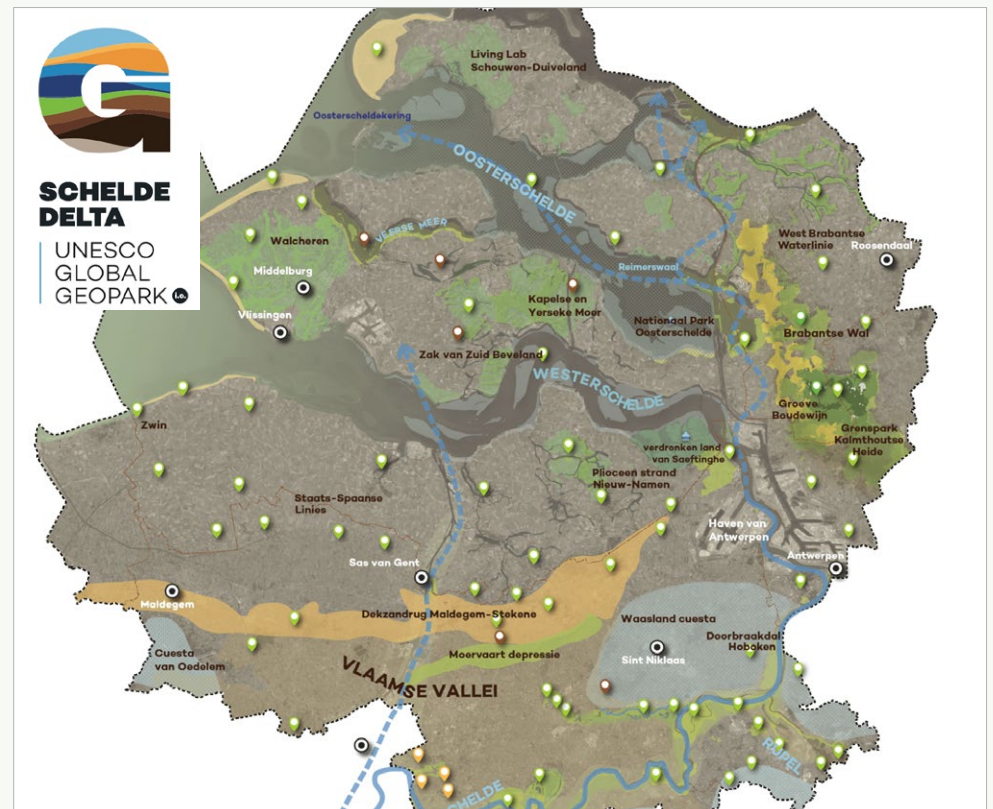 SCHELDE
DELTA
UNESCO
GLOBAL
GEOPARK i.o.
Living Lab
Schouwen-Duiveland
Oosterscheldekering
OOSTERSCHELDE
VEERSE MEER
Walcheren
Middelburg
Vlissingen
Reimerswaal
West Brabantse
Waterlinie
Roosendaal
Kapelse en
Yerseke Moer
Nationaal Park
Oosterschelde
Brabantse Wal
Zak van Zuid Beveland
WESTERSCHELDE
Groeve
Boudewijn
Grenspark
Kalmthoutse
Heide
Zwin
verdronken land
van Saeftinghe
Plioceen strand
Nieuw-Namen
Staats-Spaanse
Linies
Haven van
Antwerpen
Antwerpen
Sas van Gent
Maldegem
Dekzandrug Maldegem-Stekene
Waasland cuesta
Doorbraakdal
Hoboken
Sint Niklaas
Cuesta
van Oedelem
Moervaart depressie
VLAAMSE VALLEI
RUPEL
SCHELDE